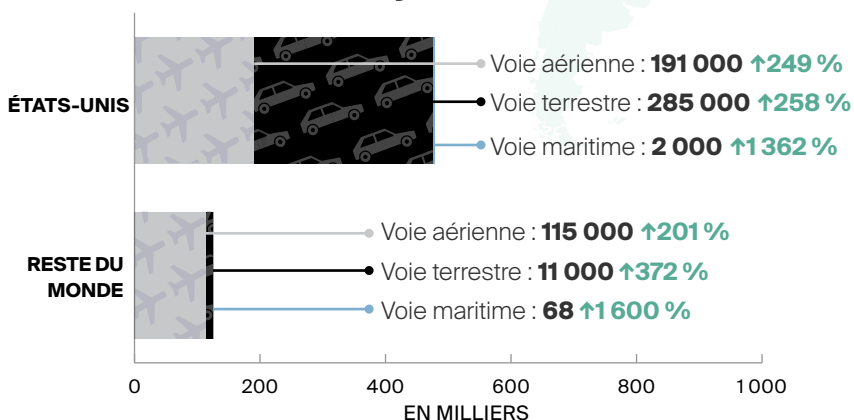 ÉTATS-UNIS
Voie aérienne : 191 000 ↑249 %
Voie terrestre : 285 000 ↑258 %
Voie maritime : 2 000 ↑1 362 %
RESTE DU
MONDE
Voie aérienne : 115 000 ↑201 %
Voie terrestre : 11 000 ↑372 %
Voie maritime : 68 ↑1 600 %
0 200 400 600 800 1 000
EN MILLIERS